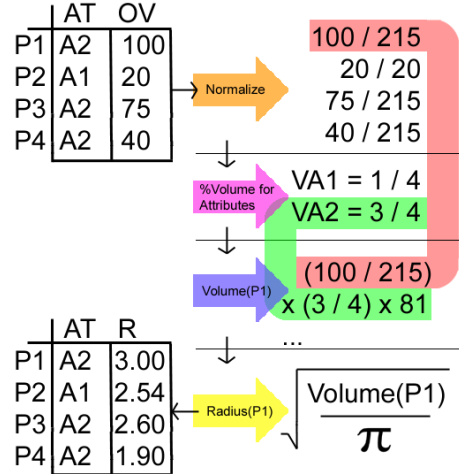 AT OV
P1 A2 100
P2 A1 20
P3 A2 75
P4 A2 40
Normalize
100 / 215
20 / 20
75 / 215
40 / 215
%Volume for
Attributes
VA1 = 1 / 4
VA2 = 3 / 4
Volume(P1)
(100 / 215)
x (3 / 4) x 81
...
AT R
P1 A2 3.00
P2 A1 2.54
P3 A2 2.60
P4 A2 1.90
Radius(P1)
√ Volume(P1)
π